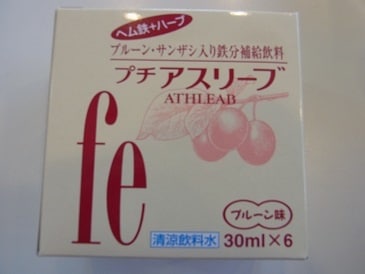 ヘム鉄+ハーブ
プルーン・サンザシ入り鉄分補給飲料
プチ アスリーブ
ATHLEAB
fe
プルーン味
清涼飲料水 30ml×6